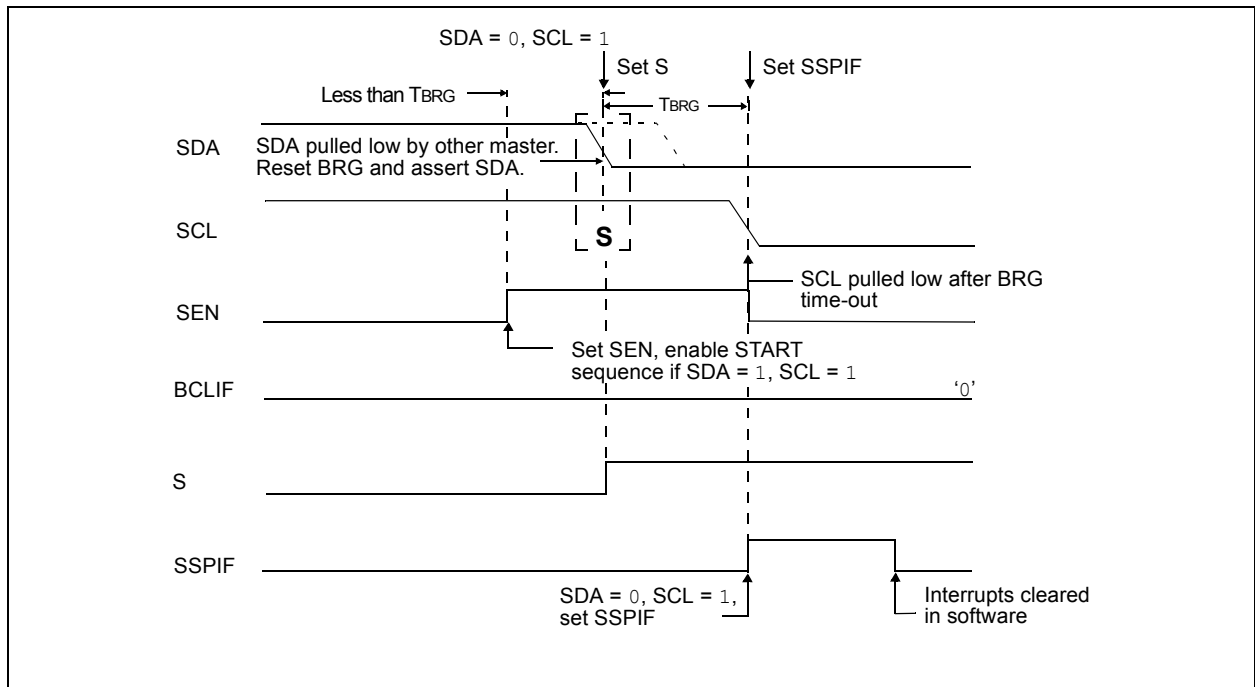 SDA = 0, SCL = 1
Set S
Set SSPIF
Less than TBRG
TBRG
SDA
SDA pulled low by other master.
Reset BRG and assert SDA.
SCL
S
SCL pulled low after BRG
time-out
SEN
Set SEN, enable START
sequence if SDA = 1, SCL = 1
BCLIF
‘0’
S
SSPIF
SDA = 0, SCL = 1,
set SSPIF
Interrupts cleared
in software